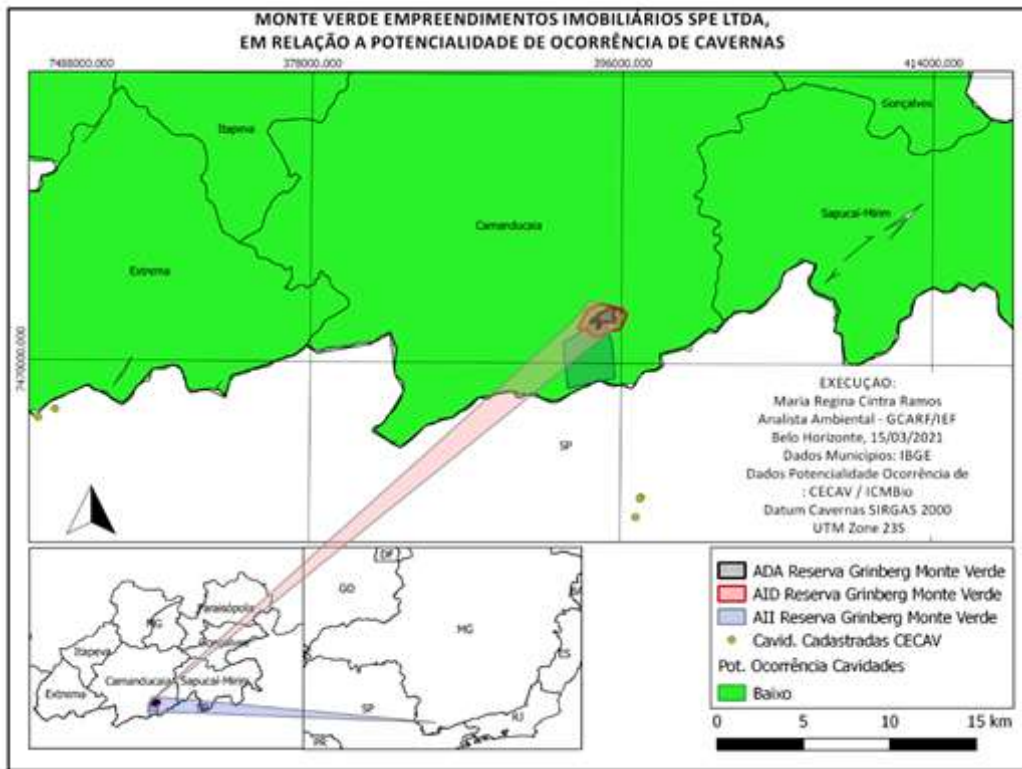 MONTE VERDE EMPREENDIMENTOS IMOBILIÁRIOS SPE LTDA,
EM RELAÇÃO A POTENCIALIDADE DE OCORRÊNCIA DE CAVERNAS
7488000.000
378000.000
396000.000
414000.000
Gonçalves
Itapeva
Sapucaí-Mirim
Camanducaia
Extrema
7470000.000
SP
EXECUÇÃO:
Maria Regina Cintra Ramos
Analista Ambiental - GCARF/IEF
Belo Horizonte, 15/03/2021
Dados Municípios: IBGE
Dados Potencialidade Ocorrência de
: CECAV / ICMBio
Datum Cavernas SIRGAS 2000
UTM Zone 23S
Paraisópolis
MG
Itapeva
Camanducaia
Sapucaí-Mirim
Extrema
DF
GO
MG
ES
SP
RJ
PR
ADA Reserva Grinberg Monte Verde
AID Reserva Grinberg Monte Verde
AII Reserva Grinberg Monte Verde
Cavid. Cadastradas CECAV
Pot. Ocorrência Cavidades
Baixo
0 5 10 15 km